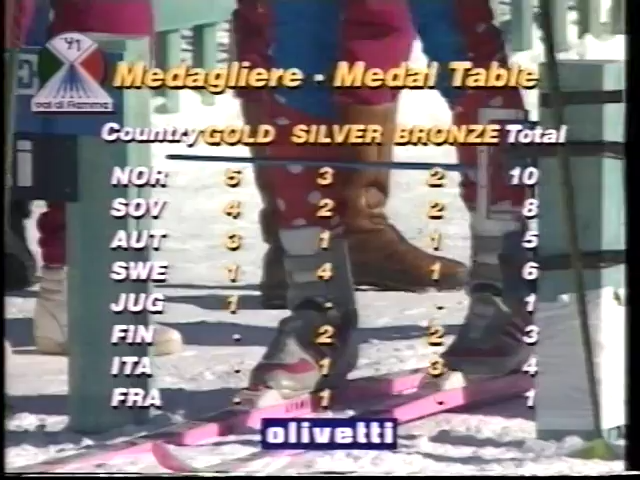 '91
val di Fiemme
Medagliere - Medal Table
Country GOLD SILVER BRONZE Total
NOR 5 3 2 10
SOV 4 2 2 8
AUT 3 1 1 5
SWE 1 4 1 6
JUG 1 - - 1
FIN - 2 2 3
ITA - 1 3 4
FRA - 1 - 1
olivetti